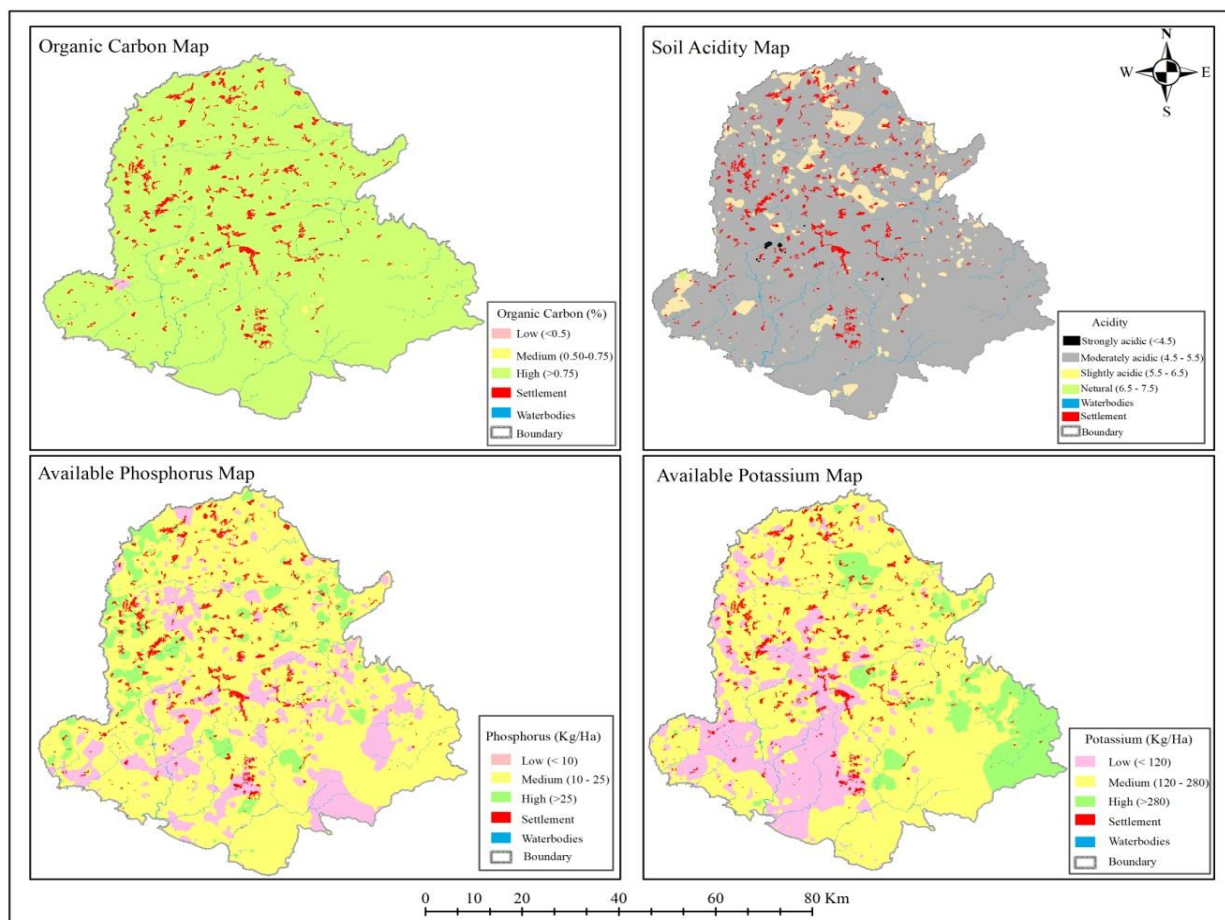 Organic Carbon Map
Organic Carbon (%)
Low (<0.5)
Medium (0.50-0.75)
High (>0.75)
Settlement
Waterbodies
Boundary
Soil Acidity Map
N
W E
S
Acidity
Strongly acidic (<4.5)
Moderately acidic (4.5 - 5.5)
Slightly acidic (5.5 - 6.5)
Netural (6.5 - 7.5)
Waterbodies
Settlement
Boundary
Available Phosphorus Map
Phosphorus (Kg/Ha)
Low (< 10)
Medium (10 - 25)
High (>25)
Settlement
Waterbodies
Boundary
Available Potassium Map
Potassium (Kg/Ha)
Low (< 120)
Medium (120 - 280)
High (>280)
Settlement
Waterbodies
Boundary
0 10 20 40 60 80 Km